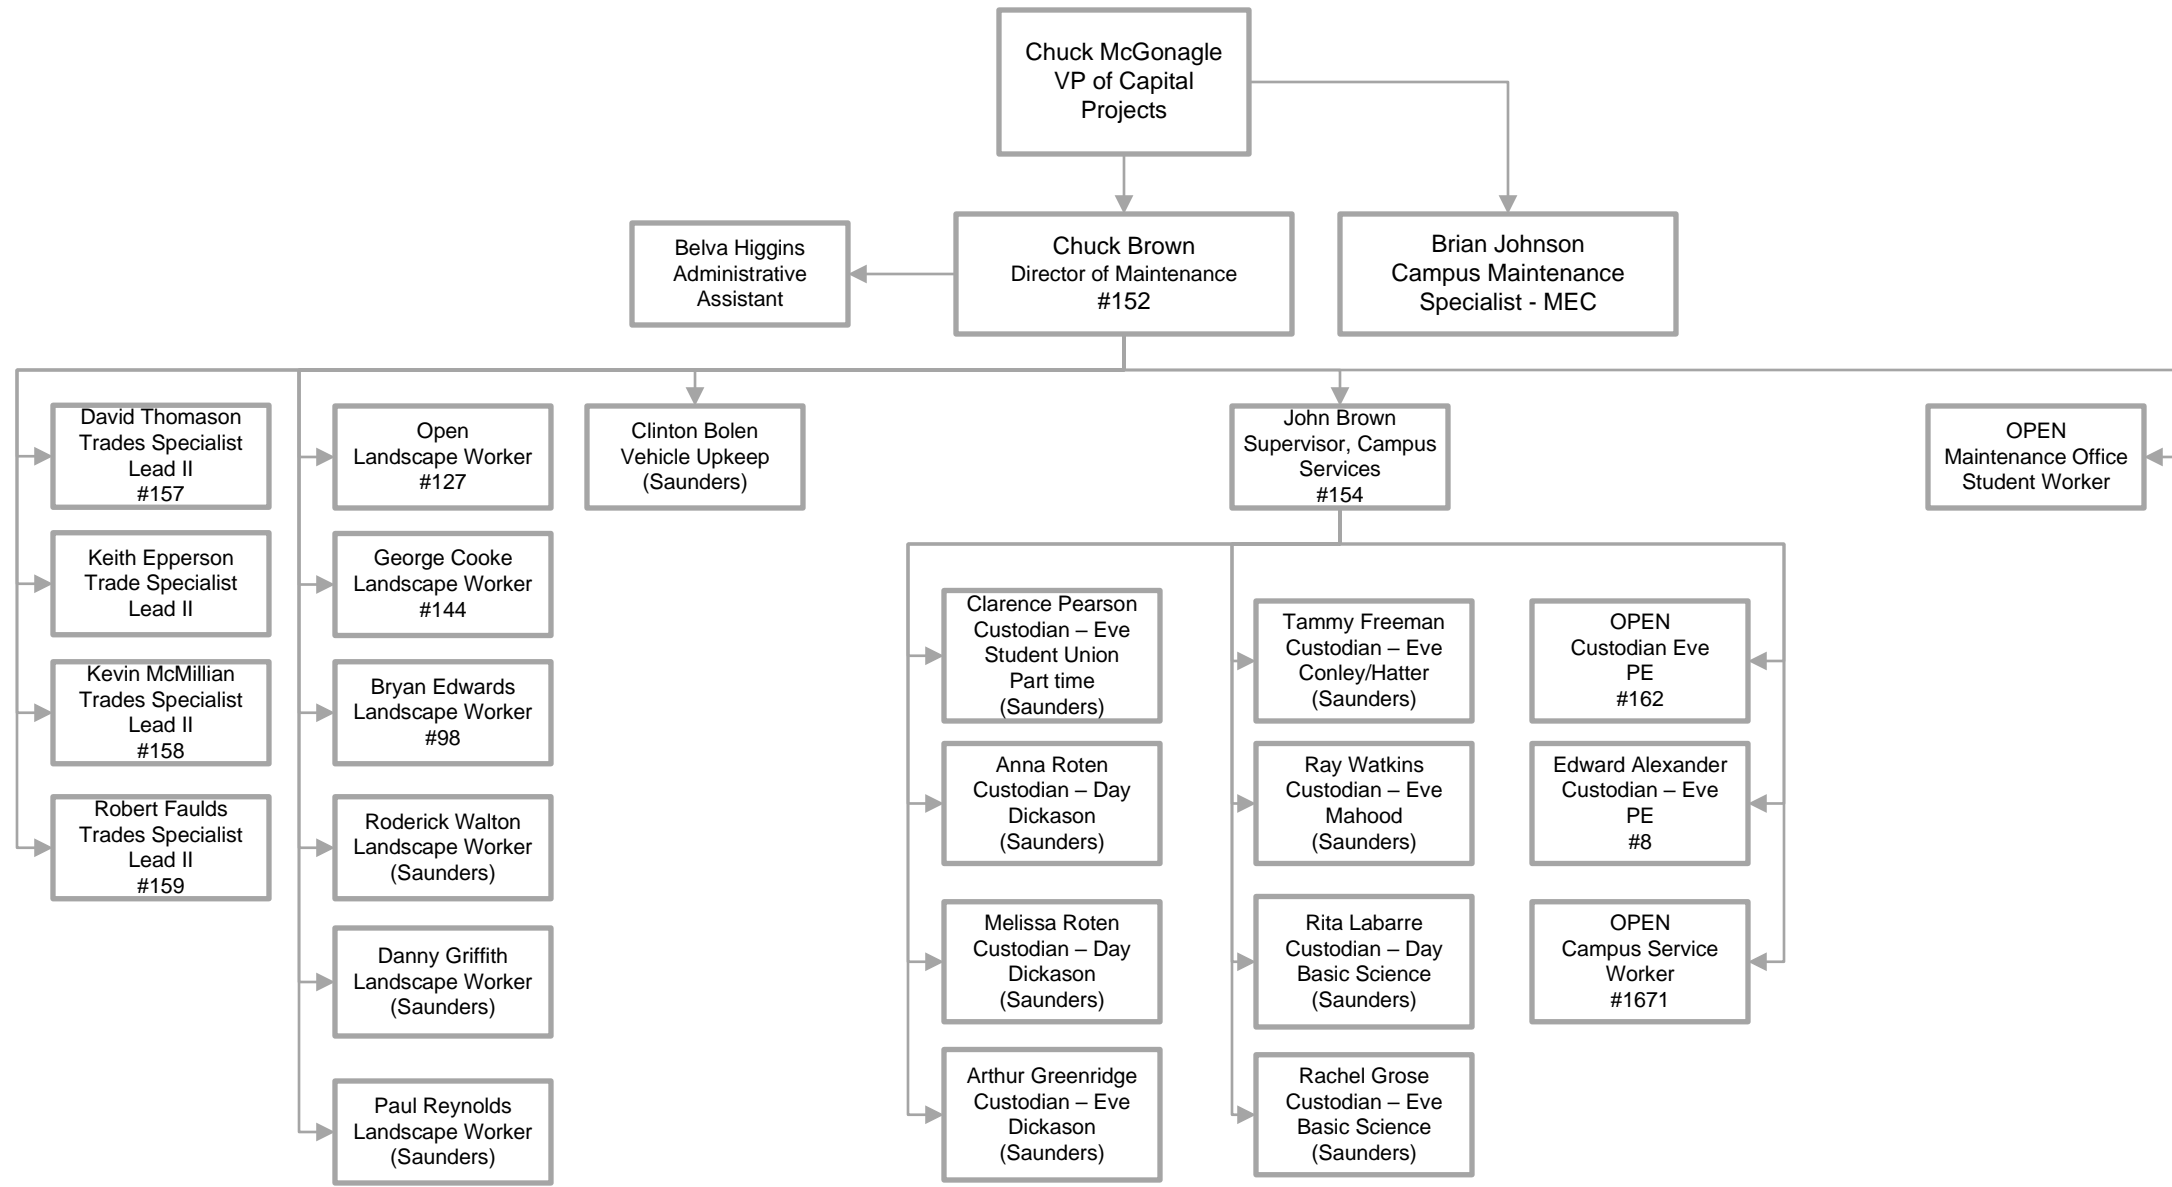 Chuck McGonagle
VP of Capital
Projects
Belva Higgins
Administrative
Assistant
Chuck Brown
Director of Maintenance
#152
Brian Johnson
Campus Maintenance
Specialist - MEC
David Thomason
Trades Specialist
Lead II
#157
Keith Epperson
Trade Specialist
Lead II
Kevin McMillian
Trades Specialist
Lead II
#158
Robert Faulds
Trades Specialist
Lead II
#159
Open
Landscape Worker
#127
George Cooke
Landscape Worker
#144
Bryan Edwards
Landscape Worker
#98
Roderick Walton
Landscape Worker
(Saunders)
Danny Griffith
Landscape Worker
(Saunders)
Paul Reynolds
Landscape Worker
(Saunders)
Clinton Bolen
Vehicle Upkeep
(Saunders)
John Brown
Supervisor, Campus
Services
#154
Clarence Pearson
Custodian – Eve
Student Union
Part time
(Saunders)
Anna Roten
Custodian – Day
Dickason
(Saunders)
Melissa Roten
Custodian – Day
Dickason
(Saunders)
Arthur Greenridge
Custodian – Eve
Dickason
(Saunders)
Tammy Freeman
Custodian – Eve
Conley/Hatter
(Saunders)
Ray Watkins
Custodian – Eve
Mahood
(Saunders)
Rita Labarre
Custodian – Day
Basic Science
(Saunders)
Rachel Grose
Custodian – Eve
Basic Science
(Saunders)
OPEN
Custodian Eve
PE
#162
Edward Alexander
Custodian – Eve
PE
#8
OPEN
Campus Service
Worker
#1671
OPEN
Maintenance Office
Student Worker